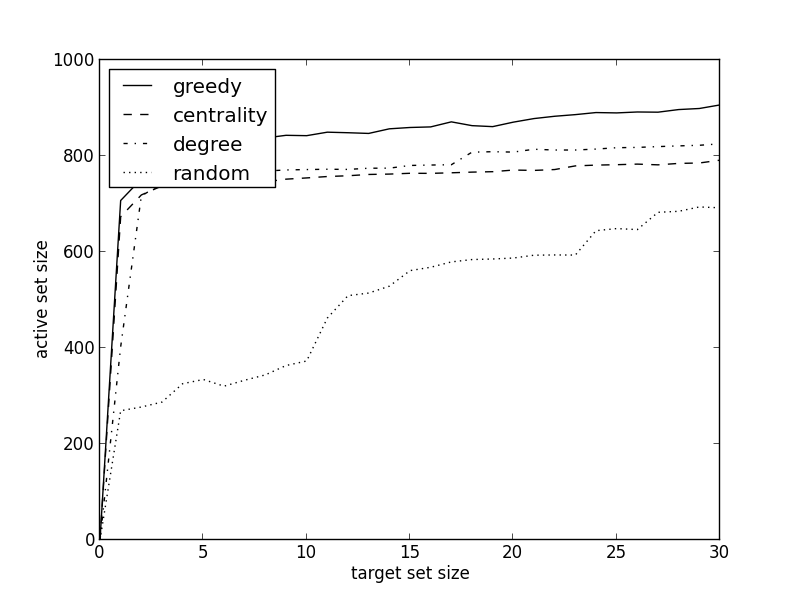 1000
800
600
400
200
0
active set size
greedy
centrality
degree
random
0 5 10 15 20 25 30
target set size